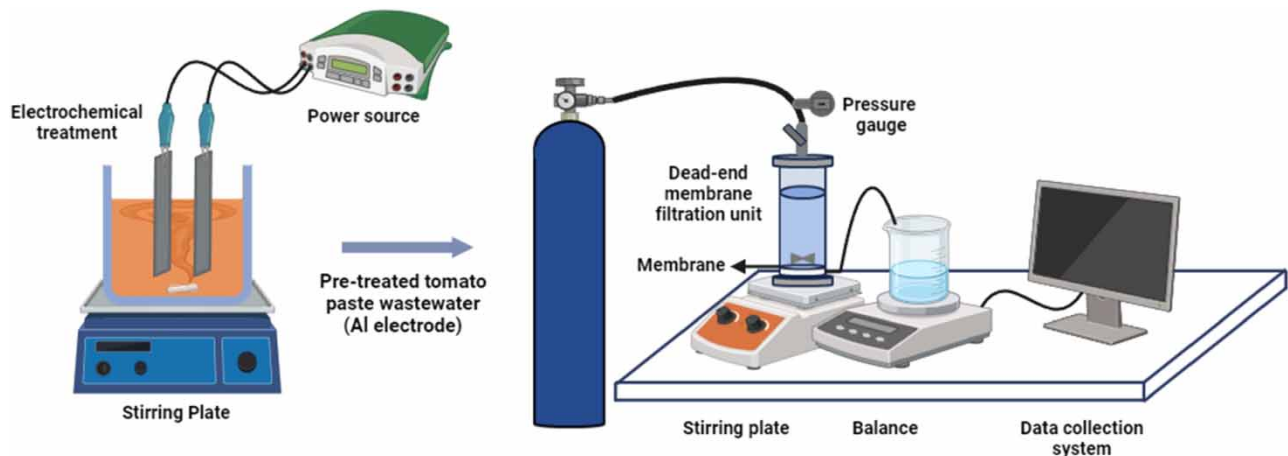 Electrochemical
treatment
Power source
Stirring Plate
Pre-treated tomato
paste wastewater
(Al electrode)
Pressure
gauge
Dead-end
membrane
filtration unit
Membrane
Stirring plate
Balance
Data collection
system